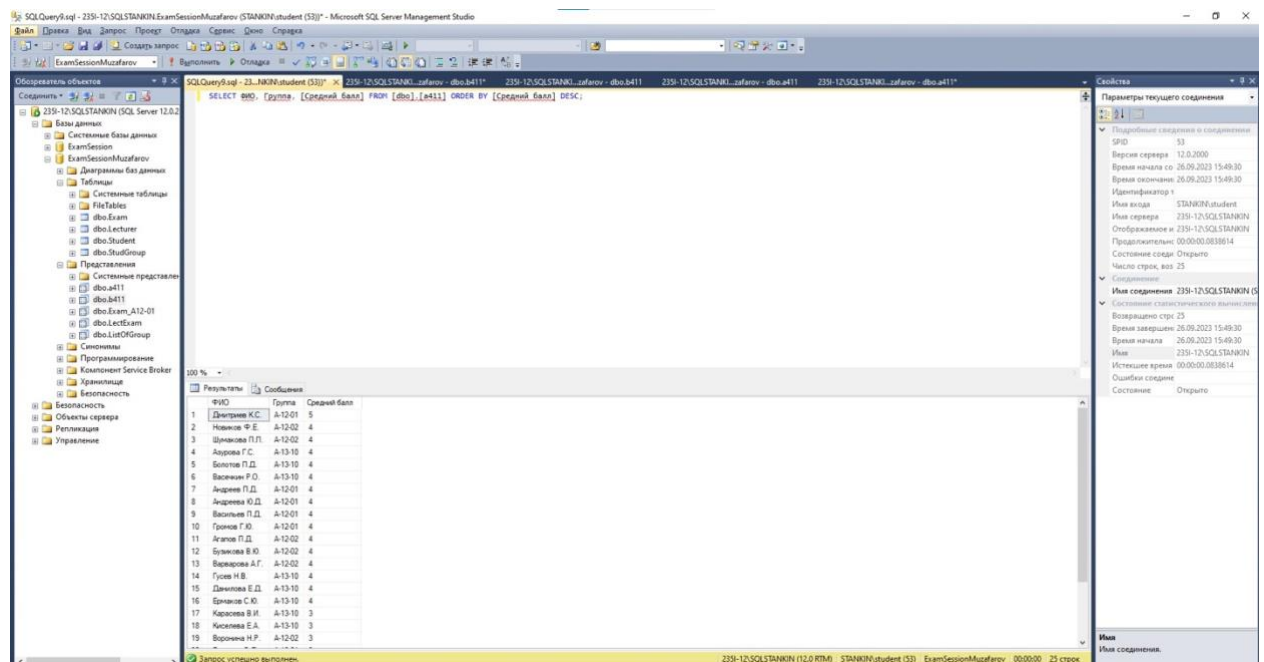 SQLQuery9.sql - 235I-12\SQLSTANKIN.ExamSessionMuzafarov (STANKIN\student (53))* - Microsoft SQL Server Management Studio
Файл Правка Вид Запрос Проект Отладка Сервис Окно Справка
Создать запрос
ExamSessionMuzafarov Выполнить Отладка
Обозреватель объектов
Соединить
235I-12\SQLSTANKIN (SQL Server 12.0.2
Базы данных
Системные базы данных
ExamSession
ExamSessionMuzafarov
Диаграммы баз данных
Таблицы
Системные таблицы
FileTables
dbo.Exam
dbo.Lecturer
dbo.Student
dbo.StudGroup
Представления
Системные представлен
dbo.a411
dbo.b411
dbo.Exam_A12-01
dbo.LectExam
dbo.ListOfGroup
Синонимы
Программирование
Компонент Service Broker
Хранилище
Безопасность
Безопасность
Объекты сервера
Репликация
Управление
SQLQuery9.sql - 23...NKIN\student (53))* 235I-12\SQLSTANKI...zafarov - dbo.b411* 235I-12\SQLSTANKI...zafarov - dbo.b411 235I-12\SQLSTANKI...zafarov - dbo.a411 235I-12\SQLSTANKI...zafarov - dbo.a411*
SELECT ФИО, Группа, [Средний балл] FROM [dbo].[a411] ORDER BY [Средний балл] DESC;
100 %
Результаты Сообщения
ФИО Группа Средний балл
1 Дмитриев К.С. А-12-01 5
2 Новиков Ф.Е. А-12-02 4
3 Шумакова П.П. А-12-02 4
4 Азурова Г.С. А-13-10 4
5 Болотов П.Д. А-13-10 4
6 Васечкин Р.О. А-13-10 4
7 Андреев П.Д. А-12-01 4
8 Андреева Ю.Д. А-12-01 4
9 Васильев П.Д. А-12-01 4
10 Громов Г.Ю. А-12-01 4
11 Агапов П.Д. А-12-02 4
12 Бузикова В.Ю. А-12-02 4
13 Варварова А.Г. А-12-02 4
14 Гусев Н.В. А-13-10 4
15 Данилова Е.Д. А-13-10 4
16 Ермаков С.Ю. А-13-10 4
17 Карасева В.И. А-13-10 3
18 Киселева Е.А. А-13-10 3
19 Воронина Н.Р. А-12-02 3
Запрос успешно выполнен. 235I-12\SQLSTANKIN (12.0 RTM) STANKIN\student (53) ExamSessionMuzafarov 00:00:00 25 строк
Свойства
Параметры текущего соединения
Подробные сведения о соединении
SPID 53
Версия сервера 12.0.2000
Время начала со 26.09.2023 15:49:30
Время окончани 26.09.2023 15:49:30
Идентификатор т
Имя входа STANKIN\student
Имя сервера 235I-12\SQLSTANKIN
Отображаемое и 235I-12\SQLSTANKIN
Продолжительнс 00:00:00.0838614
Состояние соеди Открыто
Число строк, воз 25
Соединение
Имя соединения 235I-12\SQLSTANKIN (S
Состояние статистического вычислен
Возвращено стрс 25
Время завершен 26.09.2023 15:49:30
Время начала 26.09.2023 15:49:30
Имя 235I-12\SQLSTANKIN
Истекшее время 00:00:00.0838614
Ошибки соедине
Состояние Открыто
Имя
Имя соединения.